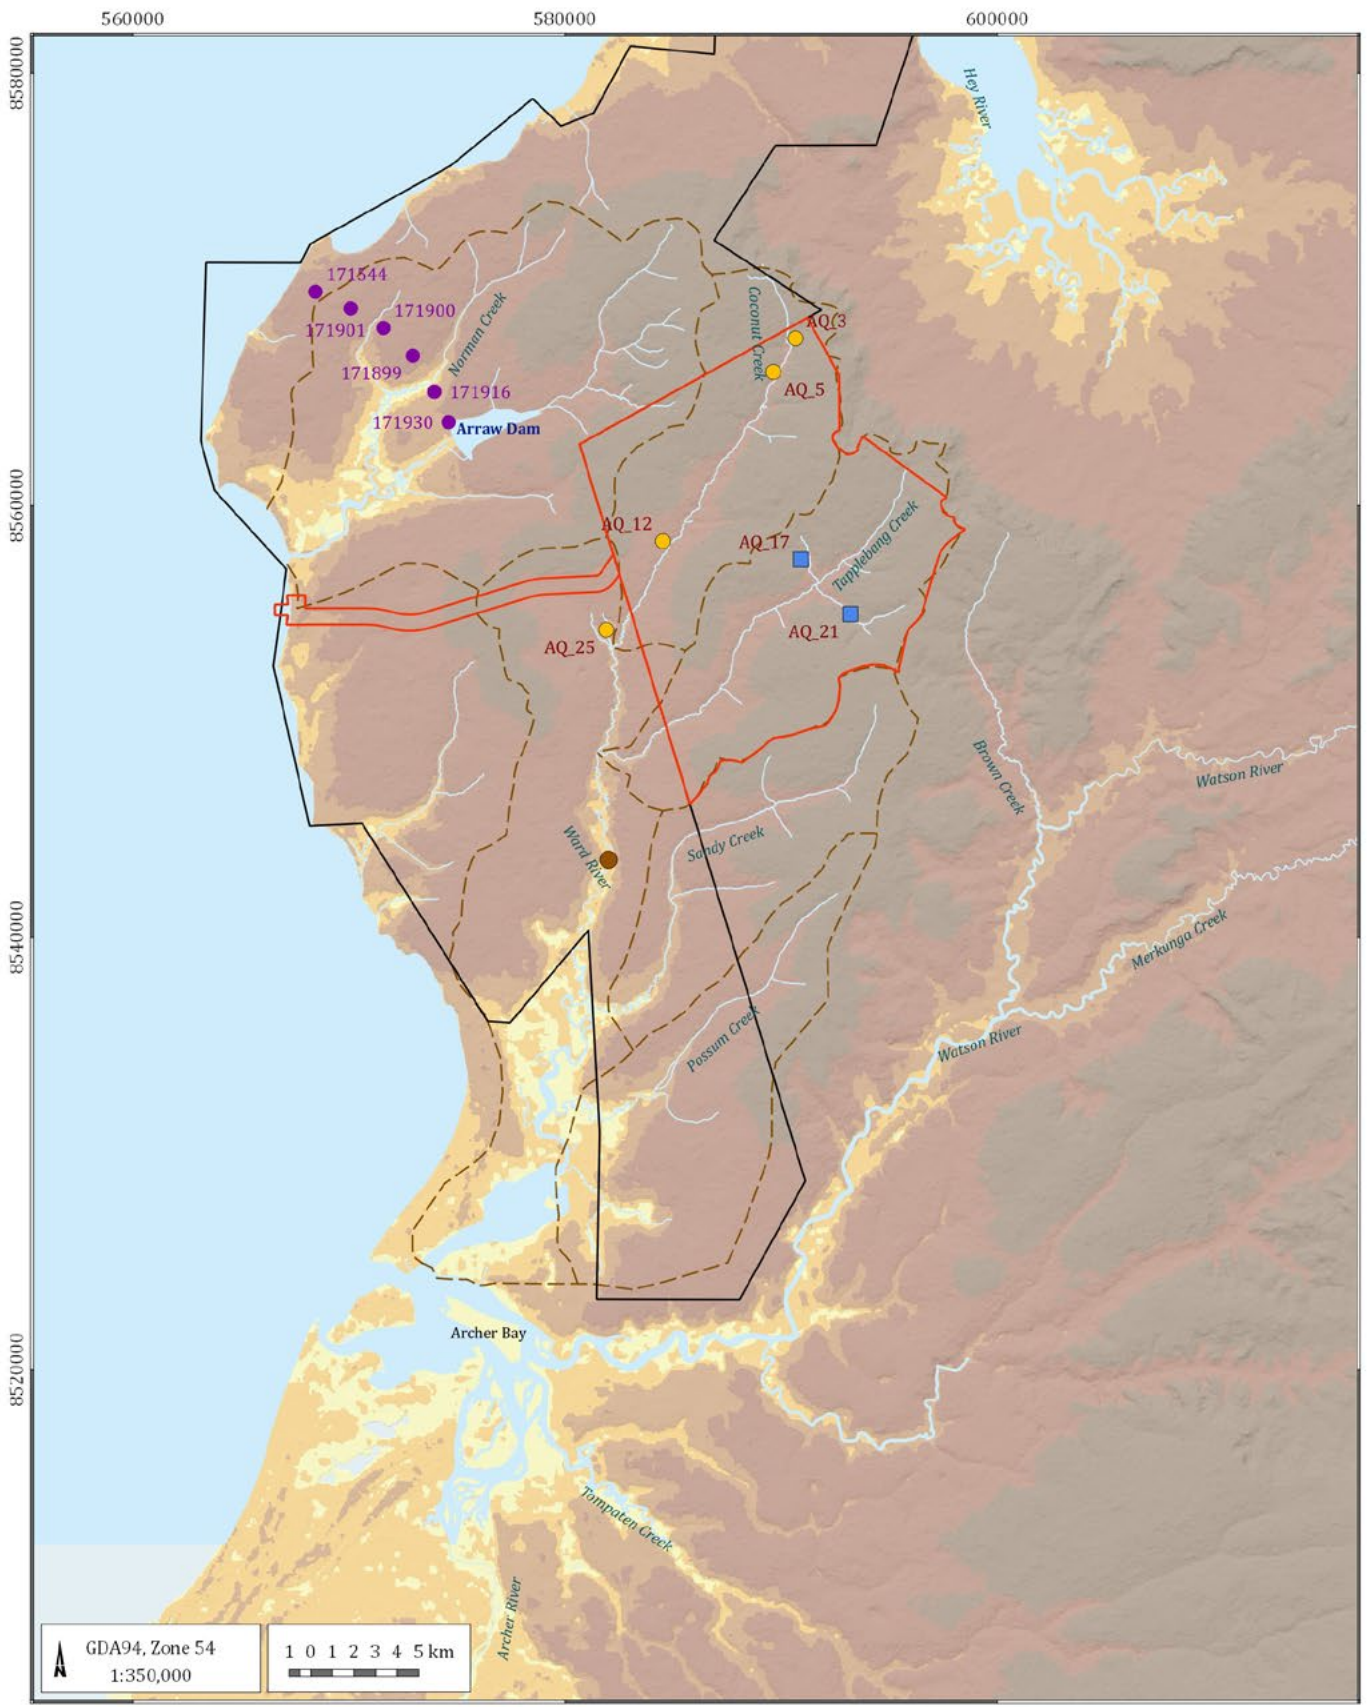 560000
580000
600000
8580000
8560000
8540000
8520000
Hey River
171544
171900
171901
171899
171916
171930
Norman Creek
Arraw Dam
Coconut Creek
AQ_3
AQ_5
AQ_12
AQ_17
Tapplebang Creek
AQ_21
AQ_25
Brown Creek
Watson River
Ward River
Sandy Creek
Merkunga Creek
Possum Creek
Watson River
Archer Bay
Tompaten Creek
Archer River
GDA94, Zone 54
1:350,000
1 0 1 2 3 4 5 km